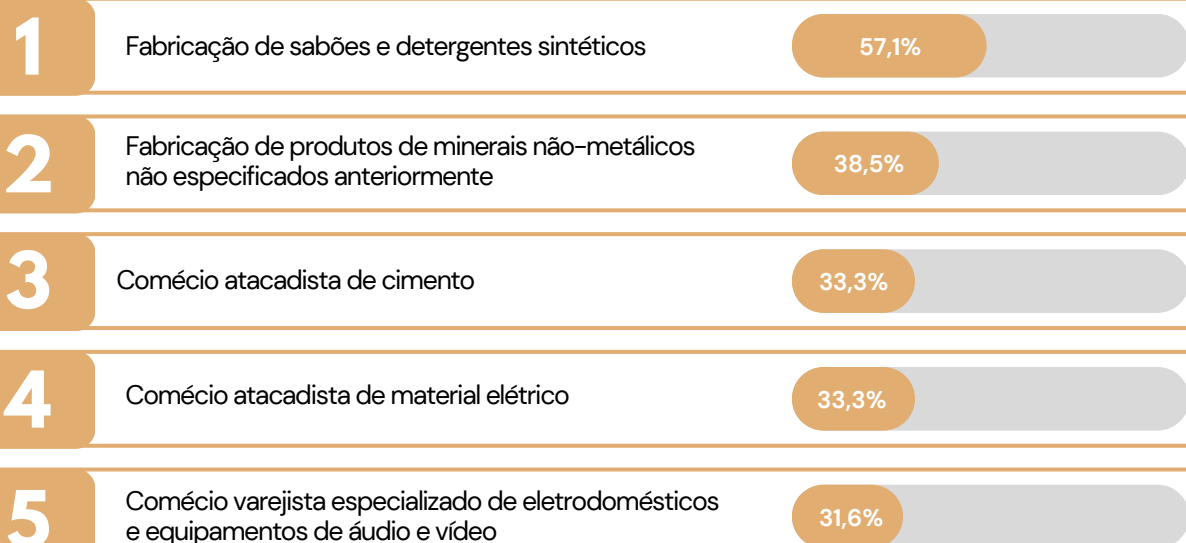 1
Fabricação de sabões e detergentes sintéticos
57,1%
2
Fabricação de produtos de minerais não-metálicos
não especificados anteriormente
38,5%
3
Comécio atacadista de cimento
33,3%
4
Comécio atacadista de material elétrico
33,3%
5
Comécio varejista especializado de eletrodomésticos
e equipamentos de áudio e vídeo
31,6%